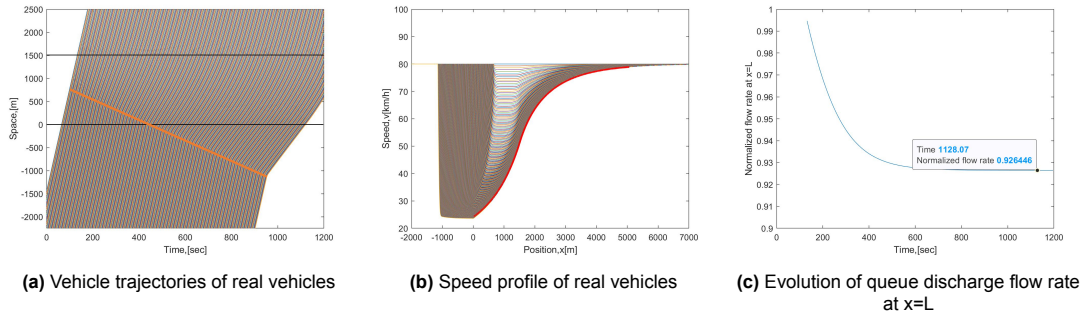 2500
2000
1500
1000
500
0
-500
-1000
-1500
-2000
Space,[m]
0 200 400 600 800 1000 1200
Time,[sec]
(a) Vehicle trajectories of real vehicles
100
90
80
70
60
50
40
30
20
Speed,v[km/h]
-2000 -1000 0 1000 2000 3000 4000 5000 6000 7000
Position,x[m]
(b) Speed profile of real vehicles
1
0.99
0.98
0.97
0.96
0.95
0.94
0.93
0.92
0.91
0.9
Normalized flow rate at x=L
Time 1128.07
Normalized flow rate 0.926446
0 200 400 600 800 1000 1200
Time,[sec]
(c) Evolution of queue discharge flow rate
at x=L